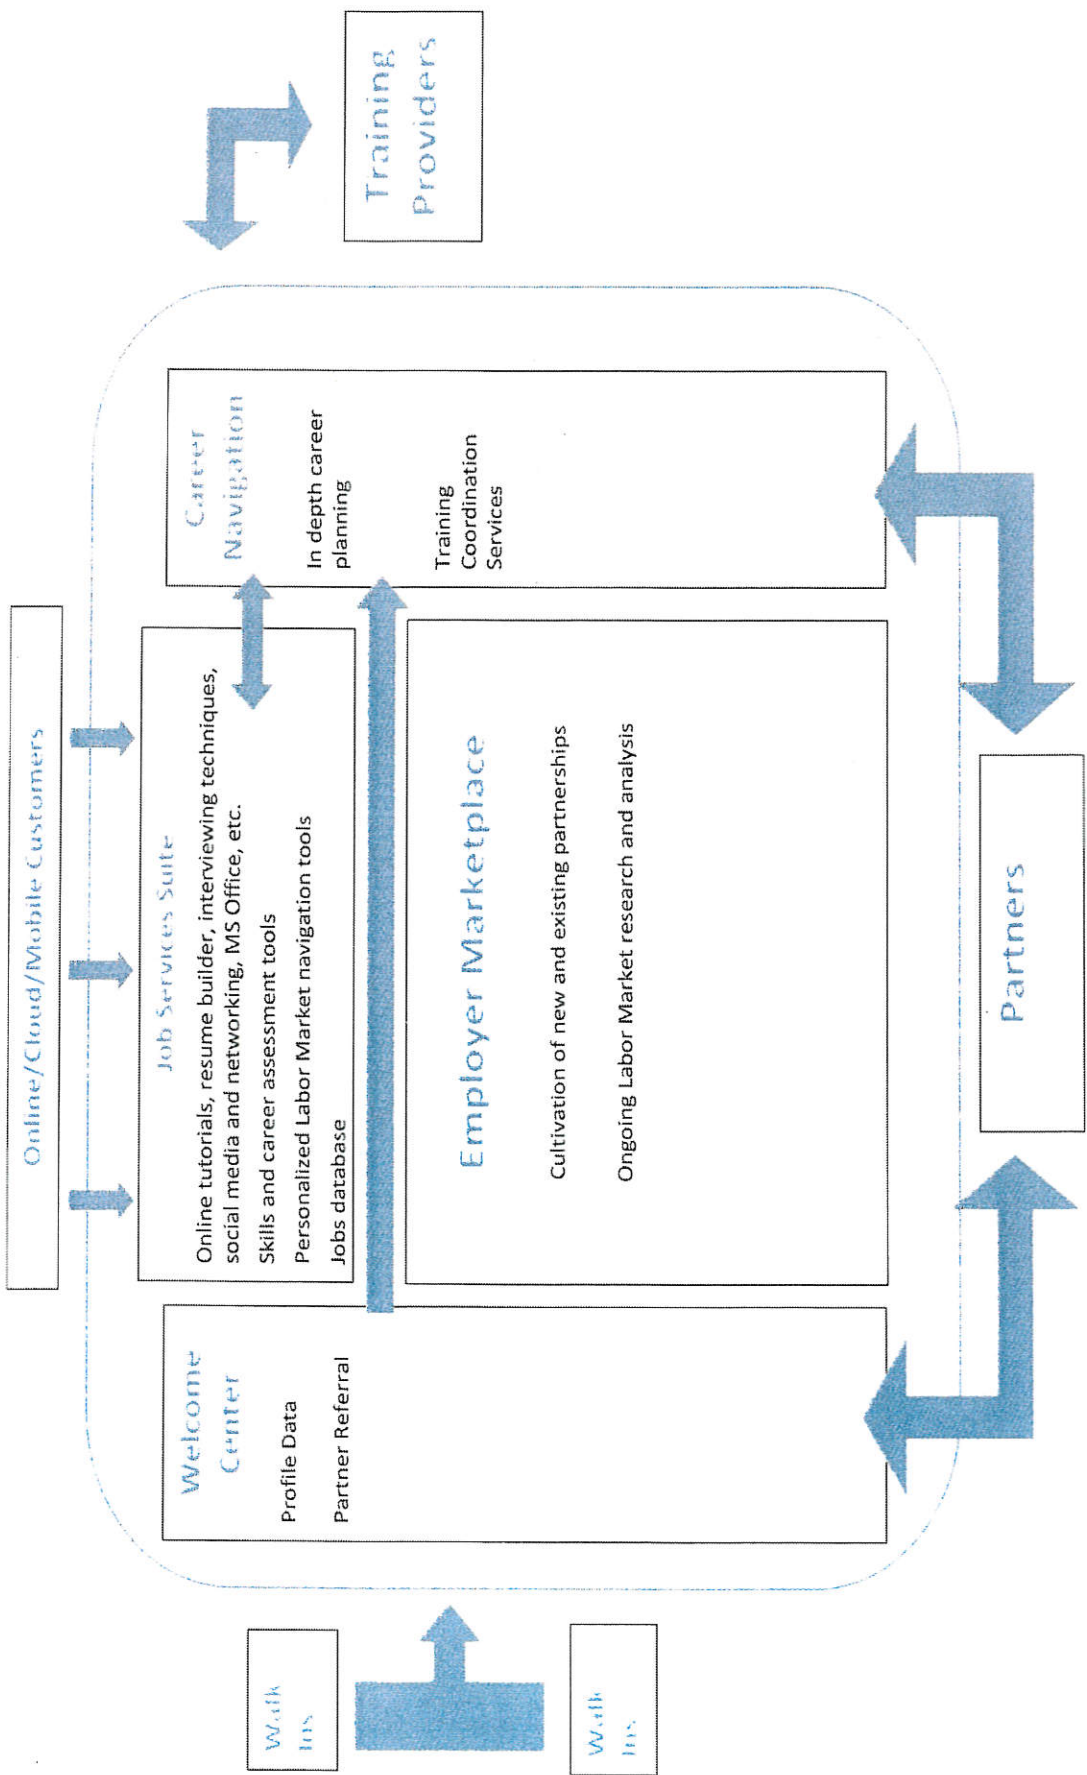 Online/Cloud/Mobile Customers
Walk
Ins
Walk
Ins
Welcome
Center
Profile Data
Partner Referral
Job Services Suite
Online tutorials, resume builder, interviewing techniques,
social media and networking, MS Office, etc.
Skills and career assessment tools
Personalized Labor Market navigation tools
Jobs database
Employer Marketplace
Cultivation of new and existing partnerships
Ongoing Labor Market research and analysis
Career
Navigation
In depth career
planning
Training
Coordination
Services
Training
Providers
Partners